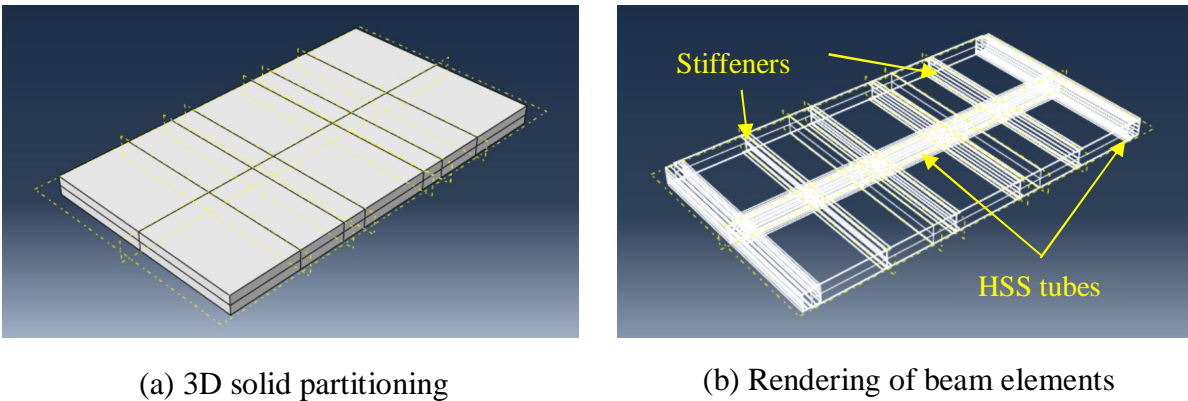 Stiffeners
HSS tubes
(a) 3D solid partitioning
(b) Rendering of beam elements